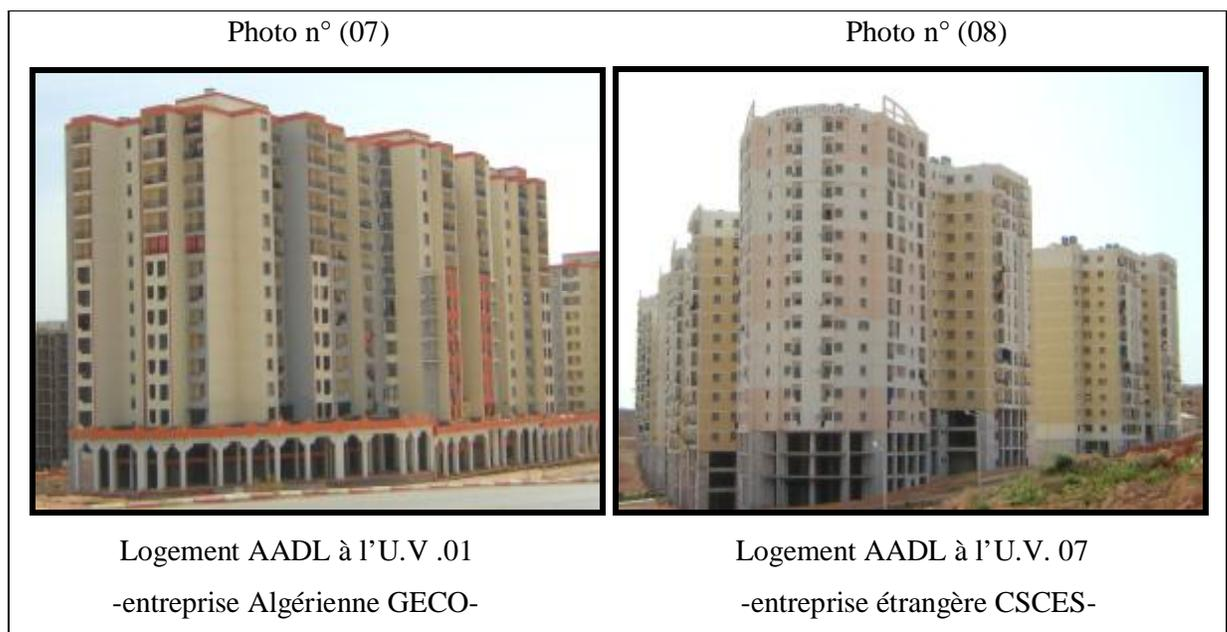 Photo n° (07)
Photo n° (08)
Logement AADL à l’U.V .01
-entreprise Algérienne GECO-
Logement AADL à l’U.V. 07
-entreprise étrangère CSCES-